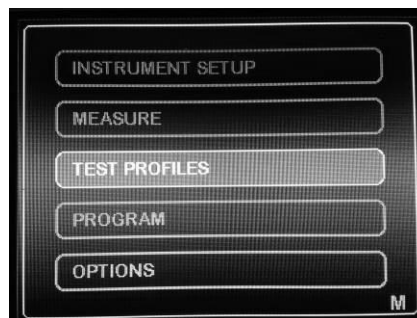 INSTRUMENT SETUP
MEASURE
TEST PROFILES
PROGRAM
OPTIONS
M